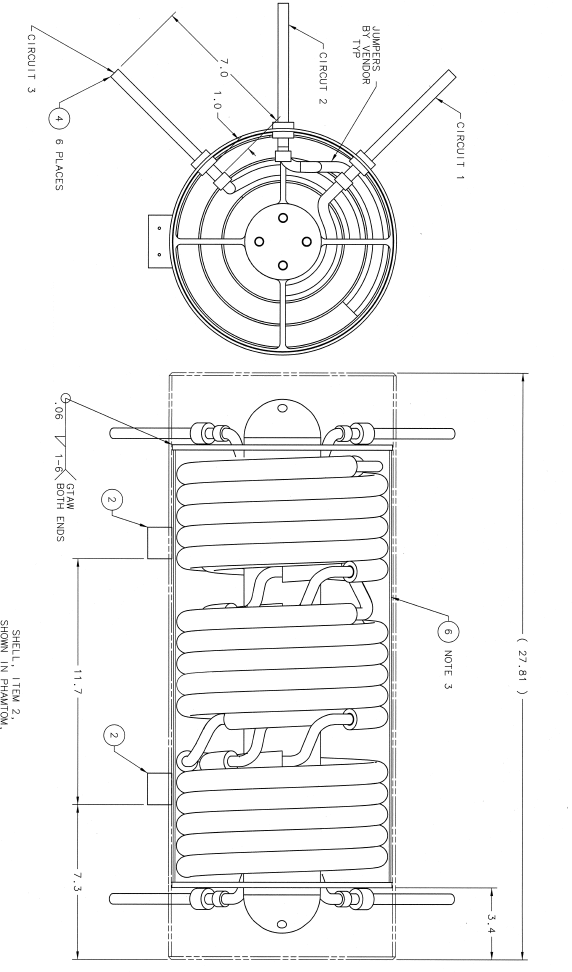 JUMPERS
BY VENDOR
TYP
CIRCUIT 1
CIRCUT 2
7.0
1.0
CIRCUIT 3
4 6 PLACES
( 27.81 )
6 NOTE 3
3.4
.06 1-6 GTAW
BOTH ENDS
2
2
11.7
7.3
SHELL, ITEM 2,
SHOWN IN PHAMTOM.